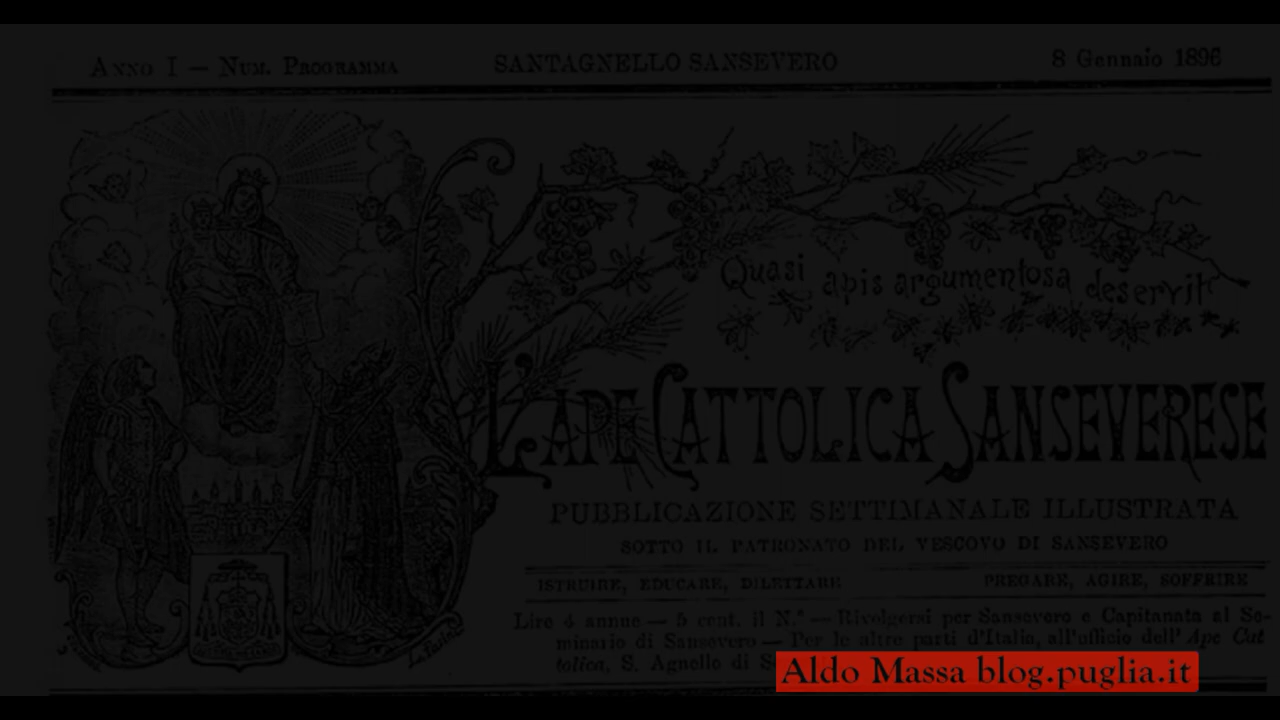 ANNO I — NUM. PROGRAMMA
SANTAGNELLO SANSEVERO
8 Gennaio 1896
Quasi apis argumentosa deservit
L'APE CATTOLICA SANSEVERESE
PUBBLICAZIONE SETTIMANALE ILLUSTRATA
SOTTO IL PATRONATO DEL VESCOVO DI SANSEVERO
ISTRUIRE, EDUCARE, DILETTARE
PREGARE, AGIRE, SOFFRIRE
Lire 4 annue — 5 cent. il N.° — Rivolgersi per Sansevero e Capitanata al Se-
minario di Sansevero — Per le altre parti d'Italia, all'ufficio dell' Ape Cat
tolica, S. Agnello di
Aldo Massa blog.puglia.it